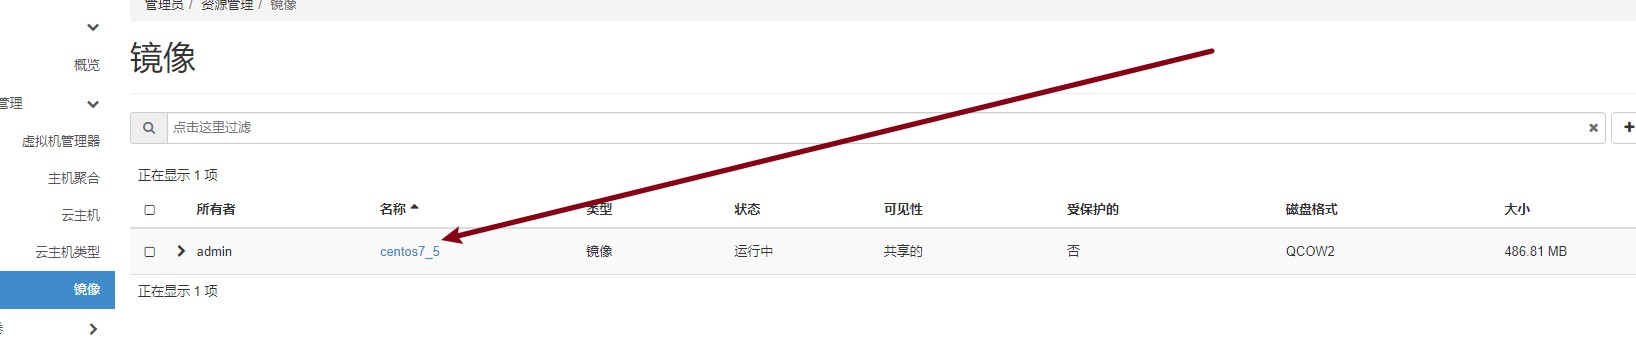 管理员 / 资源管理 / 镜像
概览
管理
虚拟机管理器
主机聚合
云主机
云主机类型
镜像
镜像
点击这里过滤
正在显示 1 项
所有者 名称 类型 状态 可见性 受保护的 磁盘格式 大小
admin centos7_5 镜像 运行中 共享的 否 QCOW2 486.81 MB
正在显示 1 项